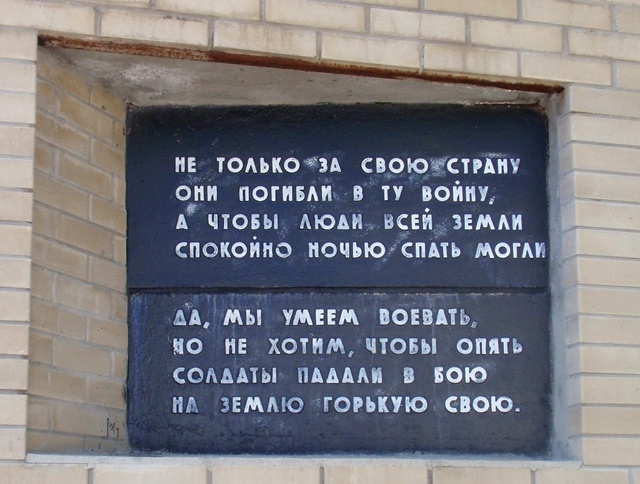 НЕ ТОЛЬКО ЗА СВОЮ СТРАНУ
ОНИ ПОГИБЛИ В ТУ ВОЙНУ,
А ЧТОБЫ ЛЮДИ ВСЕЙ ЗЕМЛИ
СПОКОЙНО НОЧЬЮ СПАТЬ МОГЛИ
ДА, МЫ УМЕЕМ ВОЕВАТЬ,
НО НЕ ХОТИМ, ЧТОБЫ ОПЯТЬ
СОЛДАТЫ ПАДАЛИ В БОЮ
НА ЗЕМЛЮ ГОРЬКУЮ СВОЮ.